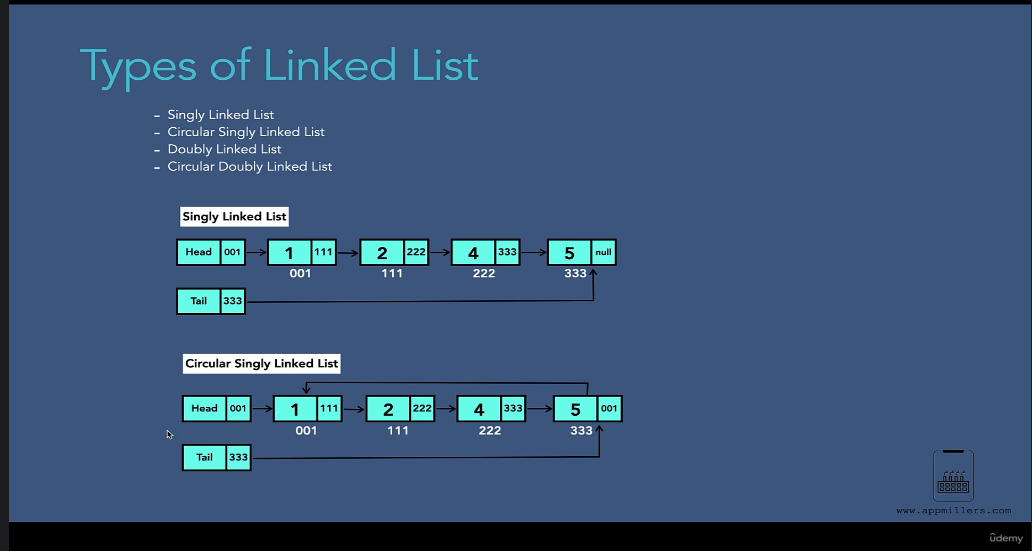 Types of Linked List
- Singly Linked List
- Circular Singly Linked List
- Doubly Linked List
- Circular Doubly Linked List
Singly Linked List
Head 001 1 111 2 222 4 333 5 null
001 111 222 333
Tail 333
Circular Singly Linked List
Head 001 1 111 2 222 4 333 5 001
001 111 222 333
Tail 333
www.appmillers.com
ûdemy